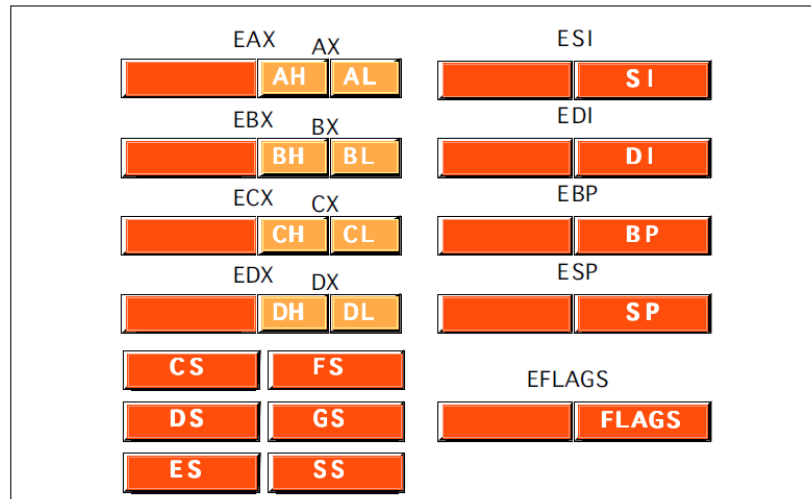 EAX AX
AH AL
EBX BX
BH BL
ECX CX
CH CL
EDX DX
DH DL
CS FS
DS GS
ES SS
ESI
SI
EDI
DI
EBP
BP
ESP
SP
EFLAGS
FLAGS